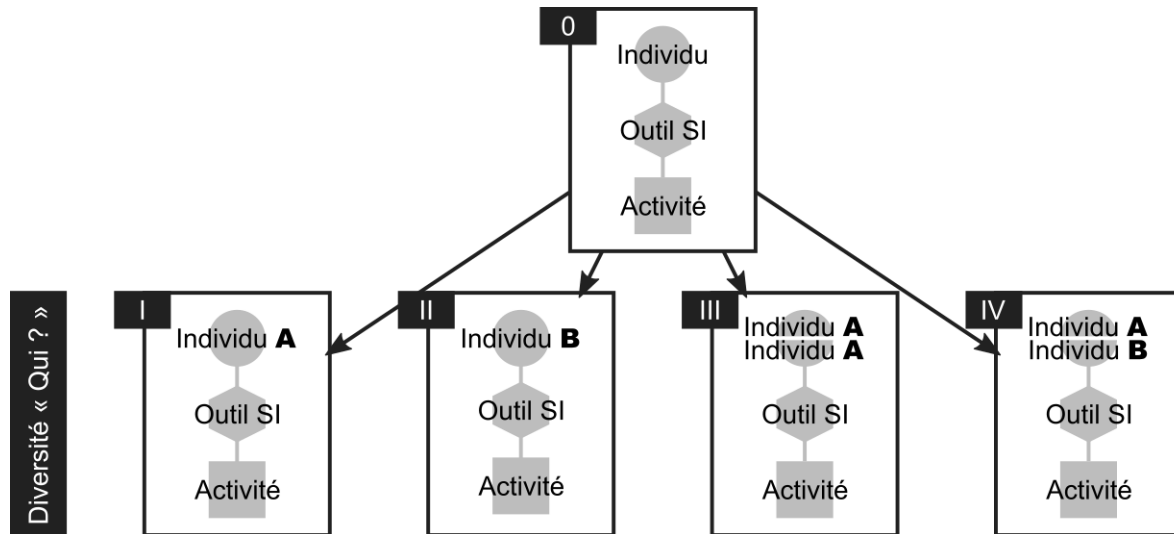 0
Individu
Outil SI
Activité
Diversité « Qui ? »
I
Individu A
Outil SI
Activité
II
Individu B
Outil SI
Activité
III
Individu A
Individu A
Outil SI
Activité
IV
Individu A
Individu B
Outil SI
Activité